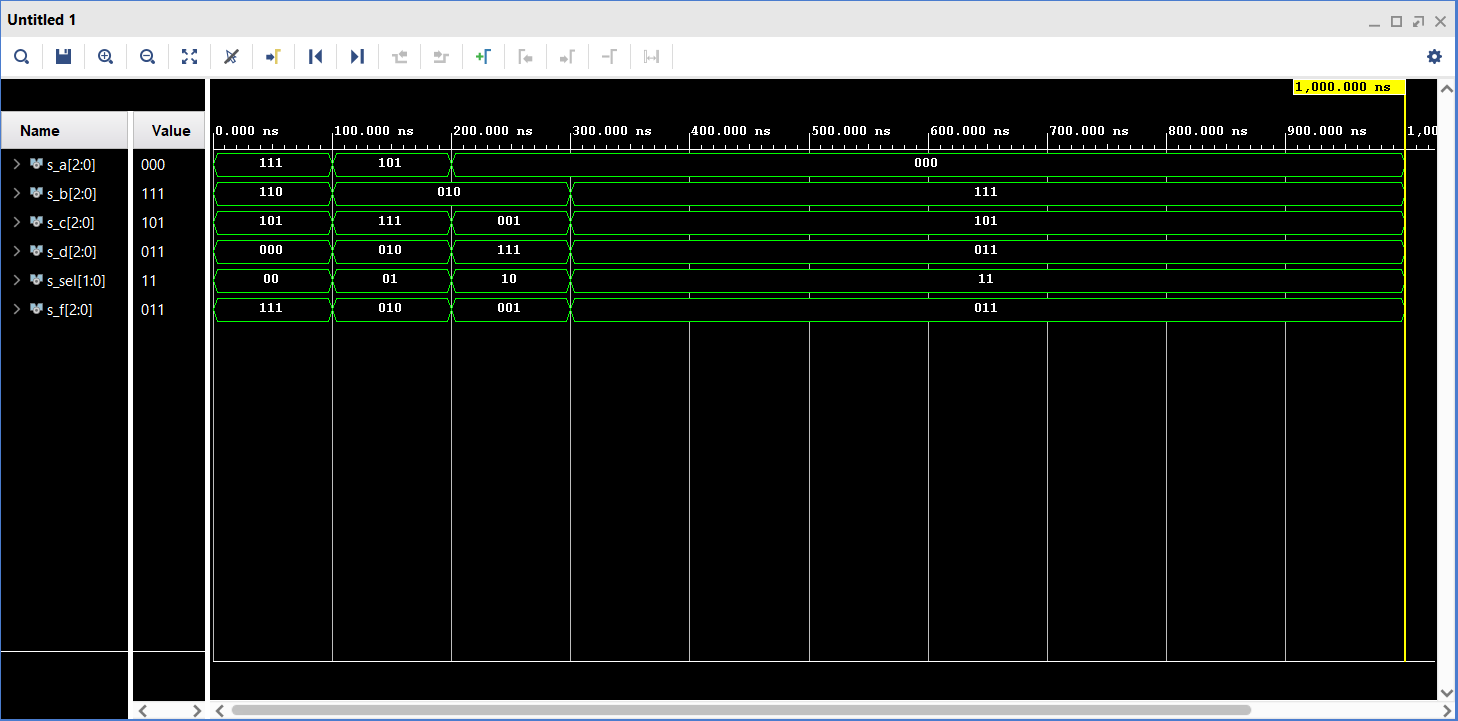 Untitled 1
1,000.000 ns
Name Value 0.000 ns 100.000 ns 200.000 ns 300.000 ns 400.000 ns 500.000 ns 600.000 ns 700.000 ns 800.000 ns 900.000 ns 1,00
s_a[2:0] 000 111 101 000
s_b[2:0] 111 110 010 111
s_c[2:0] 101 101 111 001 101
s_d[2:0] 011 000 010 111 011
s_sel[1:0] 11 00 01 10 11
s_f[2:0] 011 111 010 001 011